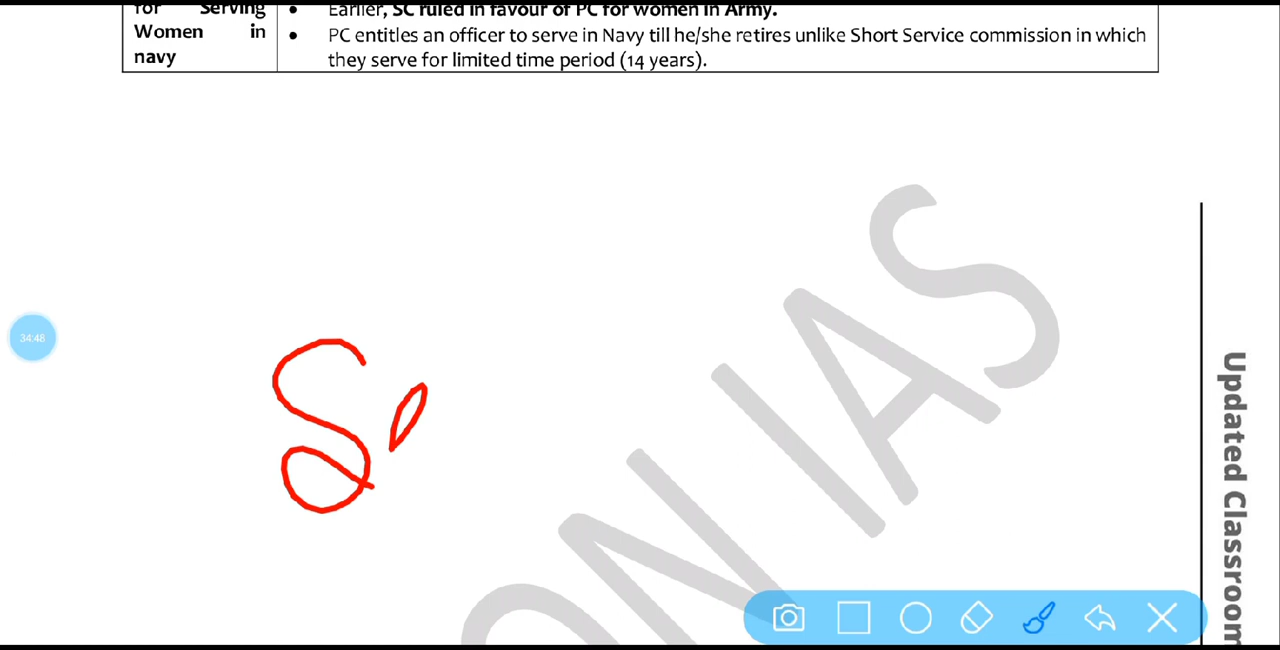 for Serving
Women in
navy
• Earlier, SC ruled in favour of PC for women in Army.
• PC entitles an officer to serve in Navy till he/she retires unlike Short Service commission in which
they serve for limited time period (14 years).
34:48
ON IAS
Updated Classroom